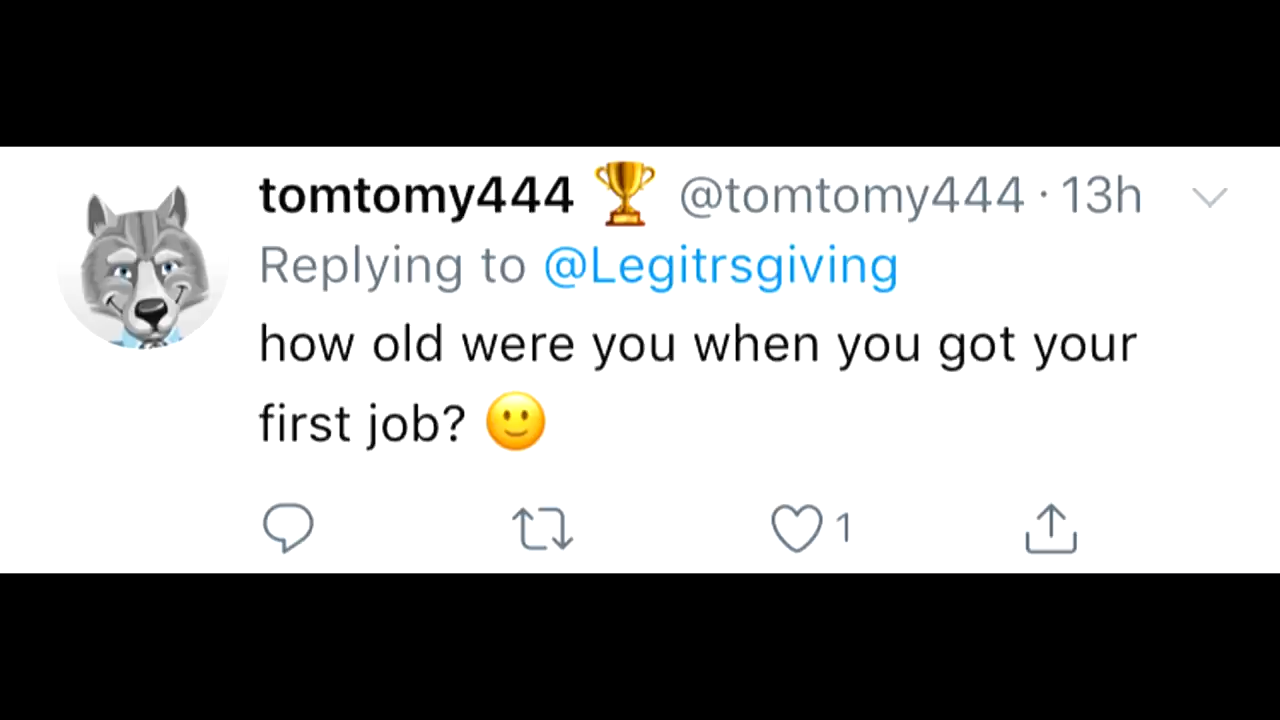 tomtomy444 🏆 @tomtomy444 · 13h
Replying to @Legitrsgiving
how old were you when you got your
first job? 🙂
1